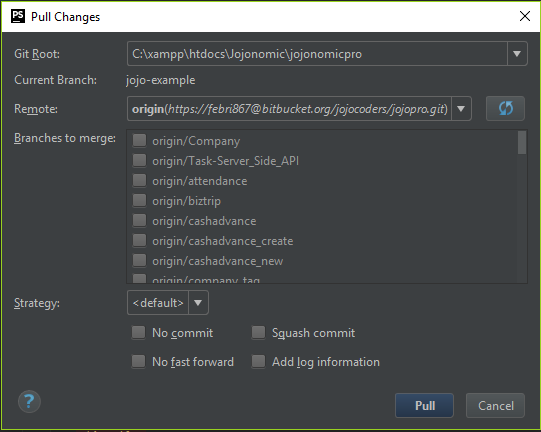 PS Pull Changes
Git Root: C:\xampp\htdocs\Jojonomic\jojonomicpro
Current Branch: jojo-example
Remote: origin(https://febri867@bitbucket.org/jojocoders/jojopro.git)
Branches to merge: origin/Company
origin/Task-Server_Side_API
origin/attendance
origin/biztrip
origin/cashadvance
origin/cashadvance_create
origin/cashadvance_new
origin/company_tag
Strategy: <default>
No commit Squash commit
No fast forward Add log information
? Pull Cancel